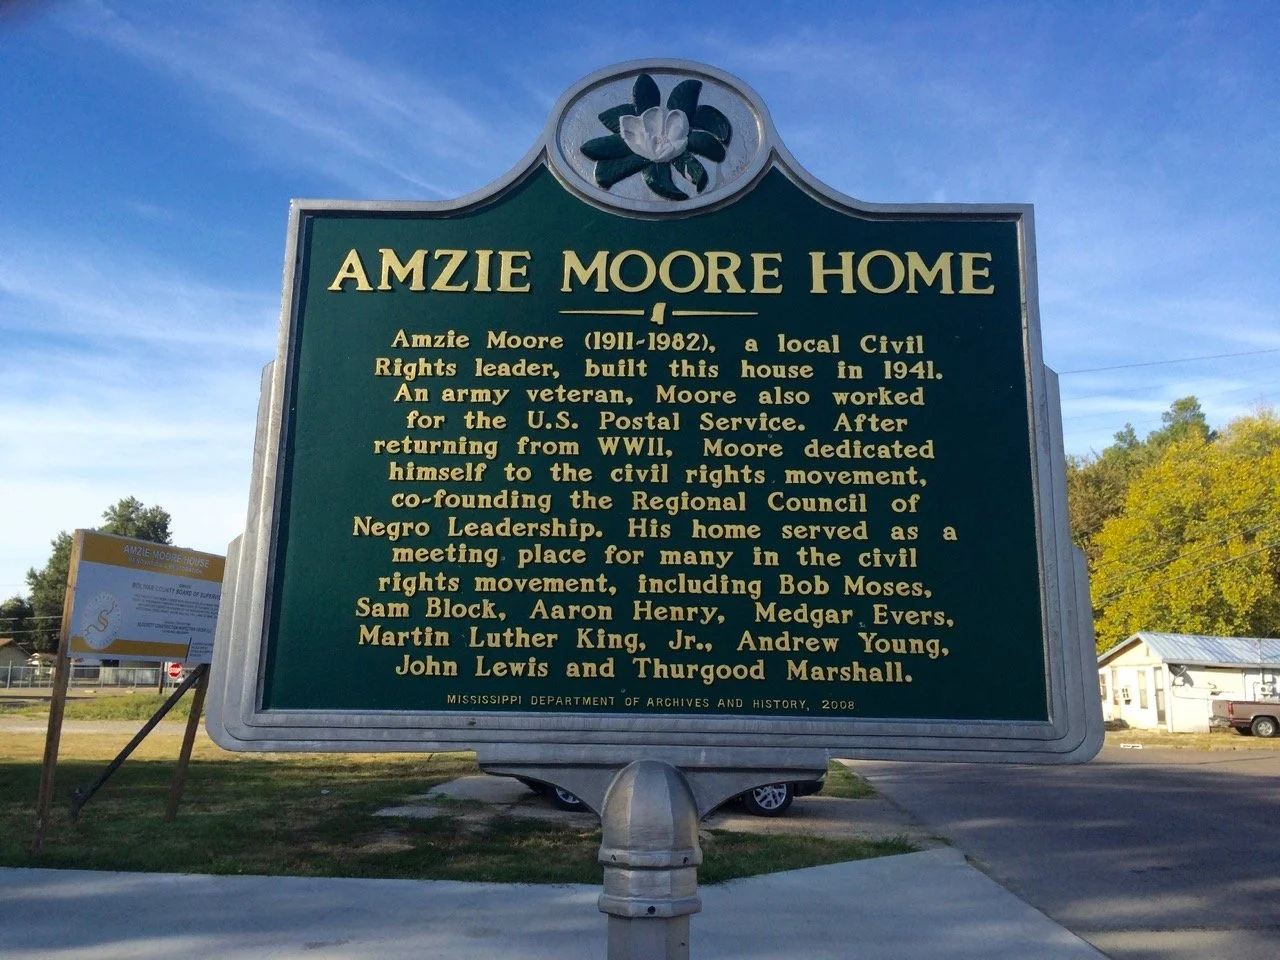 AMZIE MOORE HOME
Amzie Moore (1911-1982), a local Civil
Rights leader, built this house in 1941.
An army veteran, Moore also worked
for the U.S. Postal Service. After
returning from WWII, Moore dedicated
himself to the civil rights movement,
co-founding the Regional Council of
Negro Leadership. His home served as a
meeting place for many in the civil
rights movement, including Bob Moses,
Sam Block, Aaron Henry, Medgar Evers,
Martin Luther King, Jr., Andrew Young,
John Lewis and Thurgood Marshall.
MISSISSIPPI DEPARTMENT OF ARCHIVES AND HISTORY, 2008
AMZIE MOORE HOUSE
BOLIVAR COUNTY BOARD OF
STOP